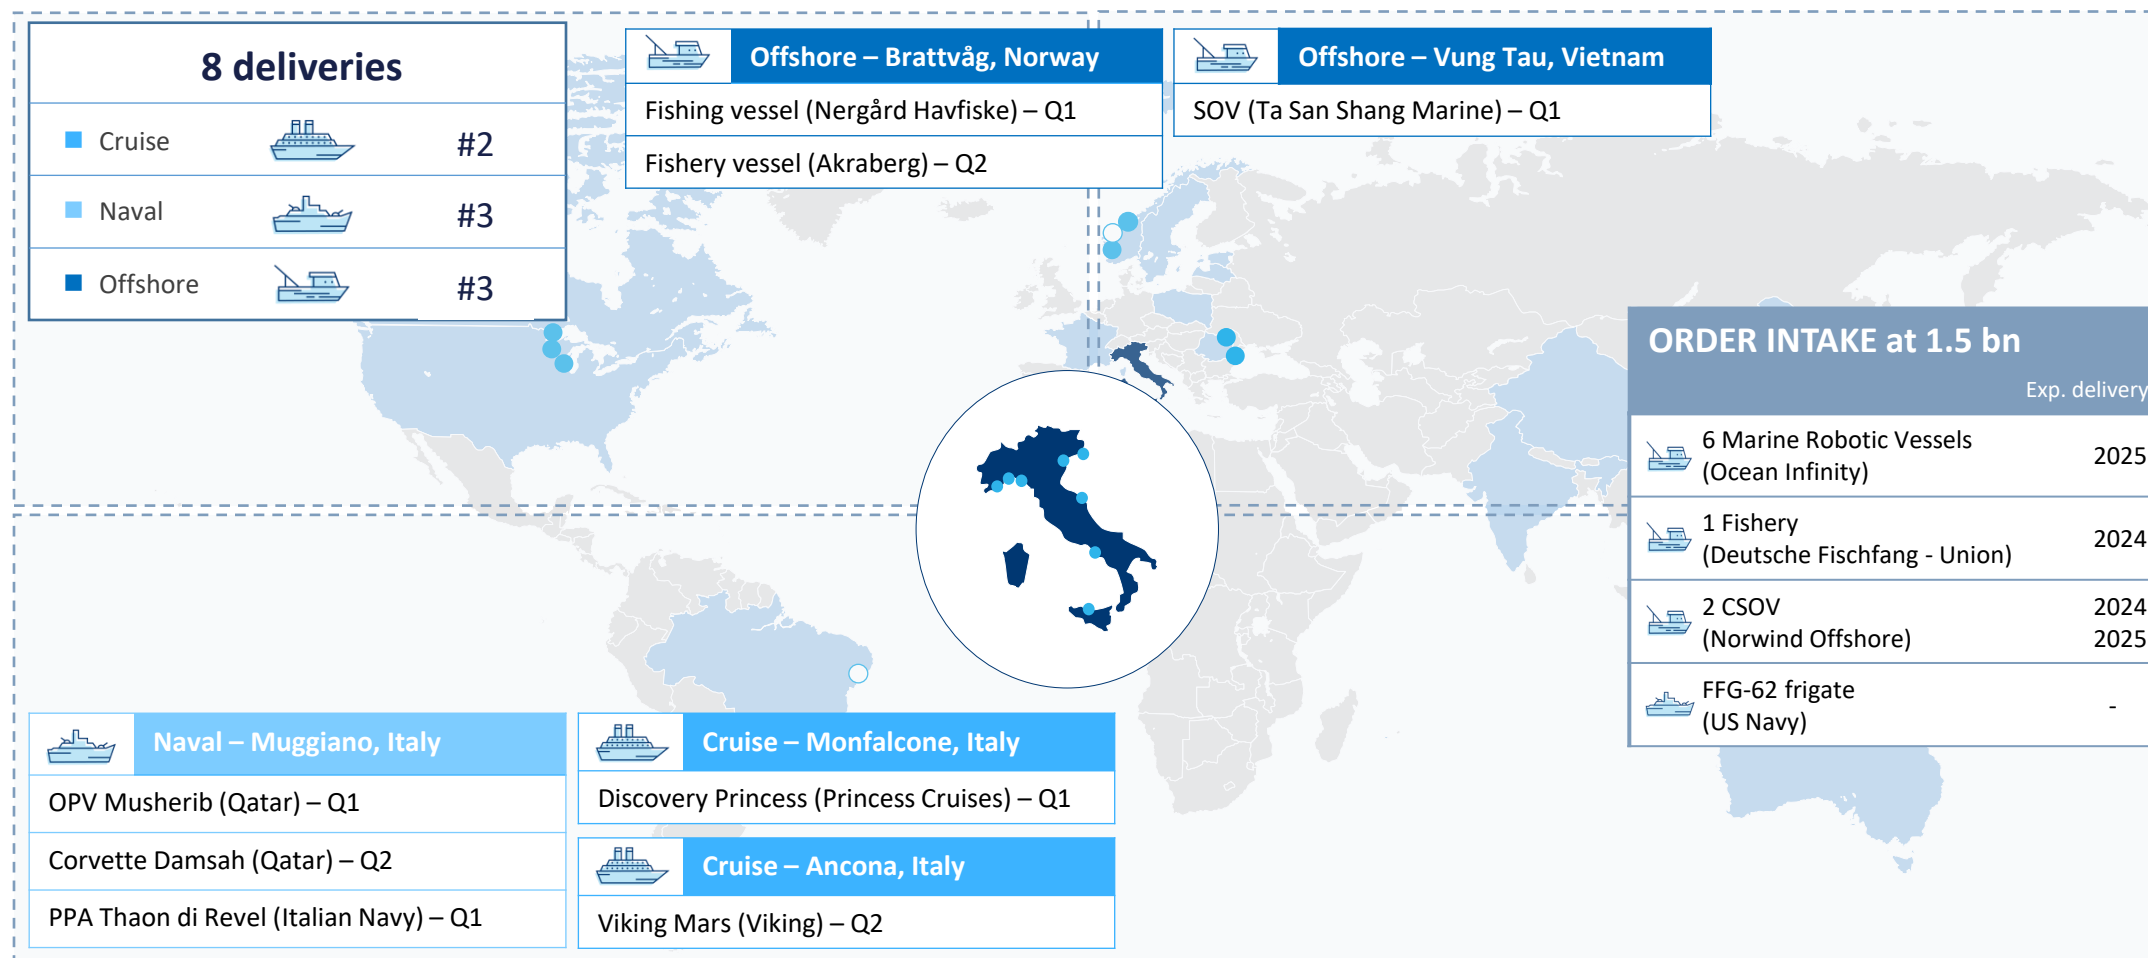 8 deliveries
Cruise #2
Naval #3
Offshore #3
Offshore – Brattvåg, Norway
Fishing vessel (Nergård Havfiske) – Q1
Fishery vessel (Akraberg) – Q2
Offshore – Vung Tau, Vietnam
SOV (Ta San Shang Marine) – Q1
ORDER INTAKE at 1.5 bn
Exp. delivery
6 Marine Robotic Vessels
(Ocean Infinity)
2025
1 Fishery
(Deutsche Fischfang - Union)
2024
2 CSOV
(Norwind Offshore)
2024
2025
FFG-62 frigate
(US Navy)
-
Naval – Muggiano, Italy
OPV Musherib (Qatar) – Q1
Corvette Damsah (Qatar) – Q2
PPA Thaon di Revel (Italian Navy) – Q1
Cruise – Monfalcone, Italy
Discovery Princess (Princess Cruises) – Q1
Cruise – Ancona, Italy
Viking Mars (Viking) – Q2